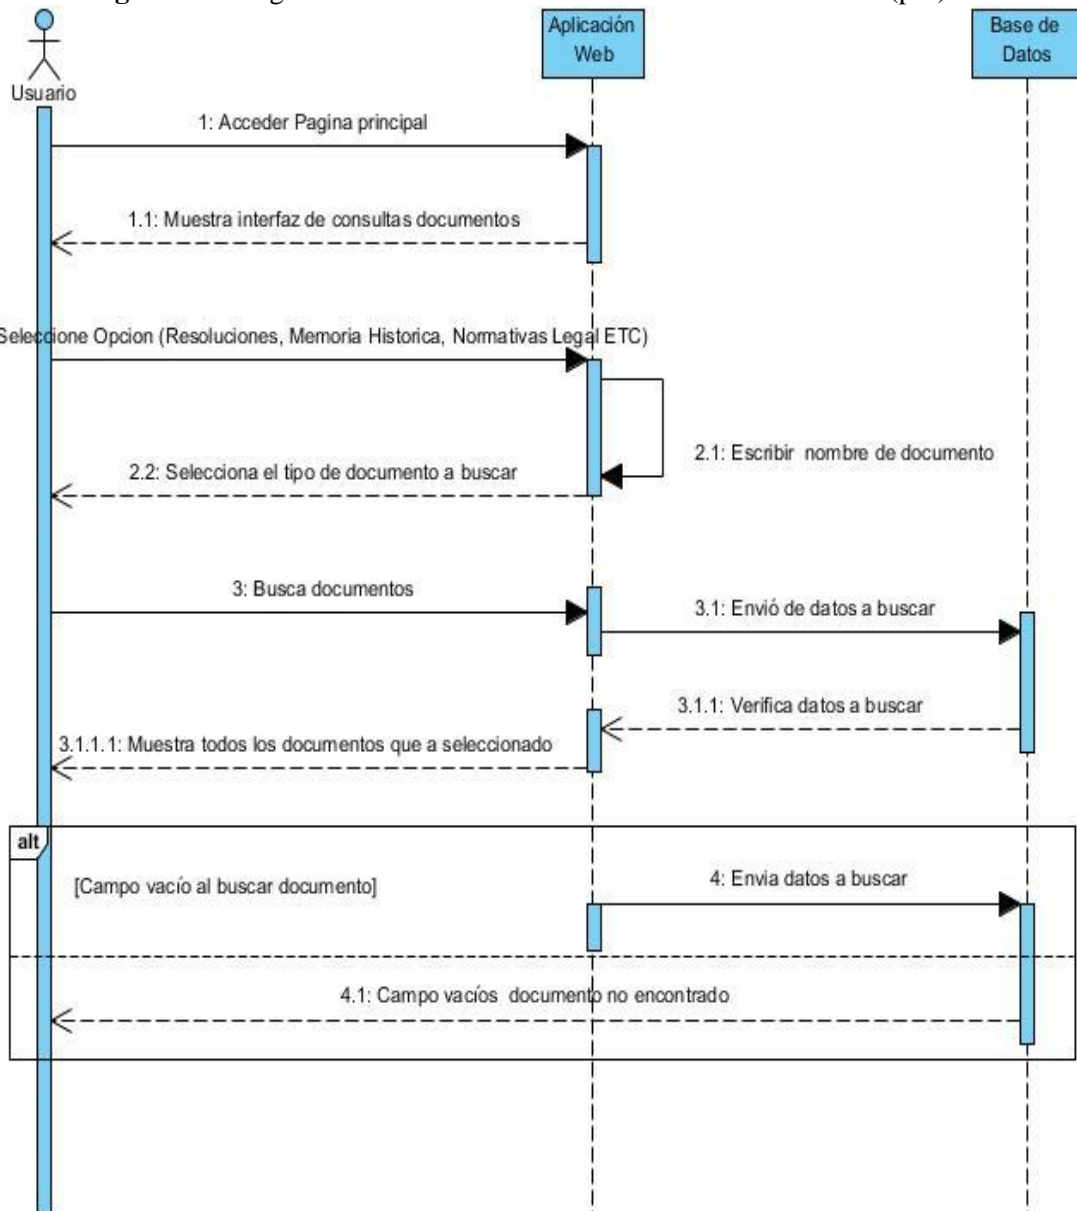 Usuario
Aplicación
Web
Base de
Datos
1: Acceder Pagina principal
1.1: Muestra interfaz de consultas documentos
Seleccione Opcion (Resoluciones, Memoria Historica, Normativas Legal ETC)
2.1: Escribir nombre de documento
2.2: Selecciona el tipo de documento a buscar
3: Busca documentos
3.1: Envió de datos a buscar
3.1.1: Verifica datos a buscar
3.1.1.1: Muestra todos los documentos que a seleccionado
alt
[Campo vacío al buscar documento]
4: Envia datos a buscar
4.1: Campo vacíos documento no encontrado